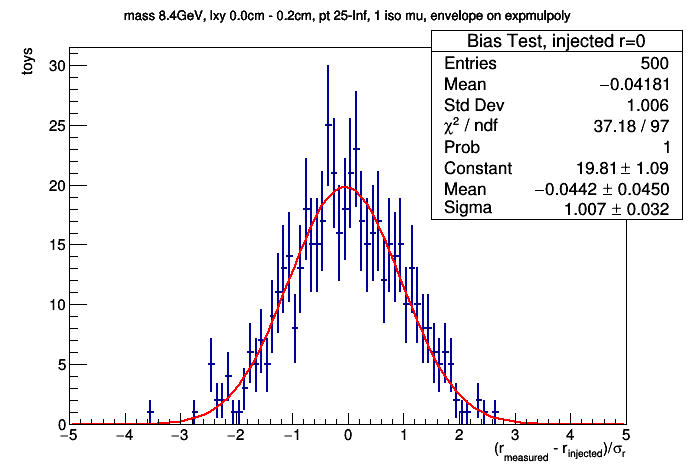 mass 8.4GeV, lxy 0.0cm - 0.2cm, pt 25-Inf, 1 iso mu, envelope on expmulpoly
Bias Test, injected r=0
Entries 500
Mean −0.04181
Std Dev 1.006
χ² / ndf 37.18 / 97
Prob 1
Constant 19.81 ± 1.09
Mean −0.0442 ± 0.0450
Sigma 1.007 ± 0.032
toys
30
25
20
15
10
5
0
−5 −4 −3 −2 −1 0 1 2 3 4 5
(r_measured - r_injected)/σ_r